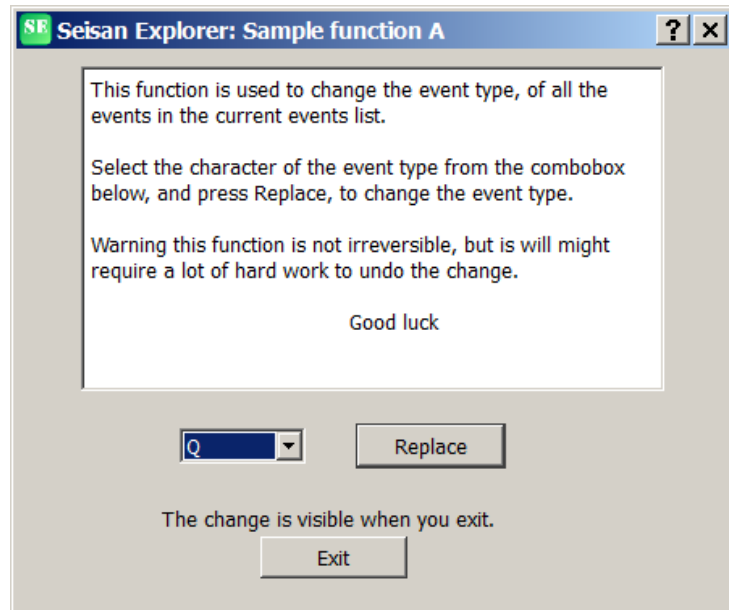 SE Seisan Explorer: Sample function A ? ×
This function is used to change the event type, of all the
events in the current events list.
Select the character of the event type from the combobox
below, and press Replace, to change the event type.
Warning this function is not irreversible, but is will might
require a lot of hard work to undo the change.
Good luck
Q Replace
The change is visible when you exit.
Exit